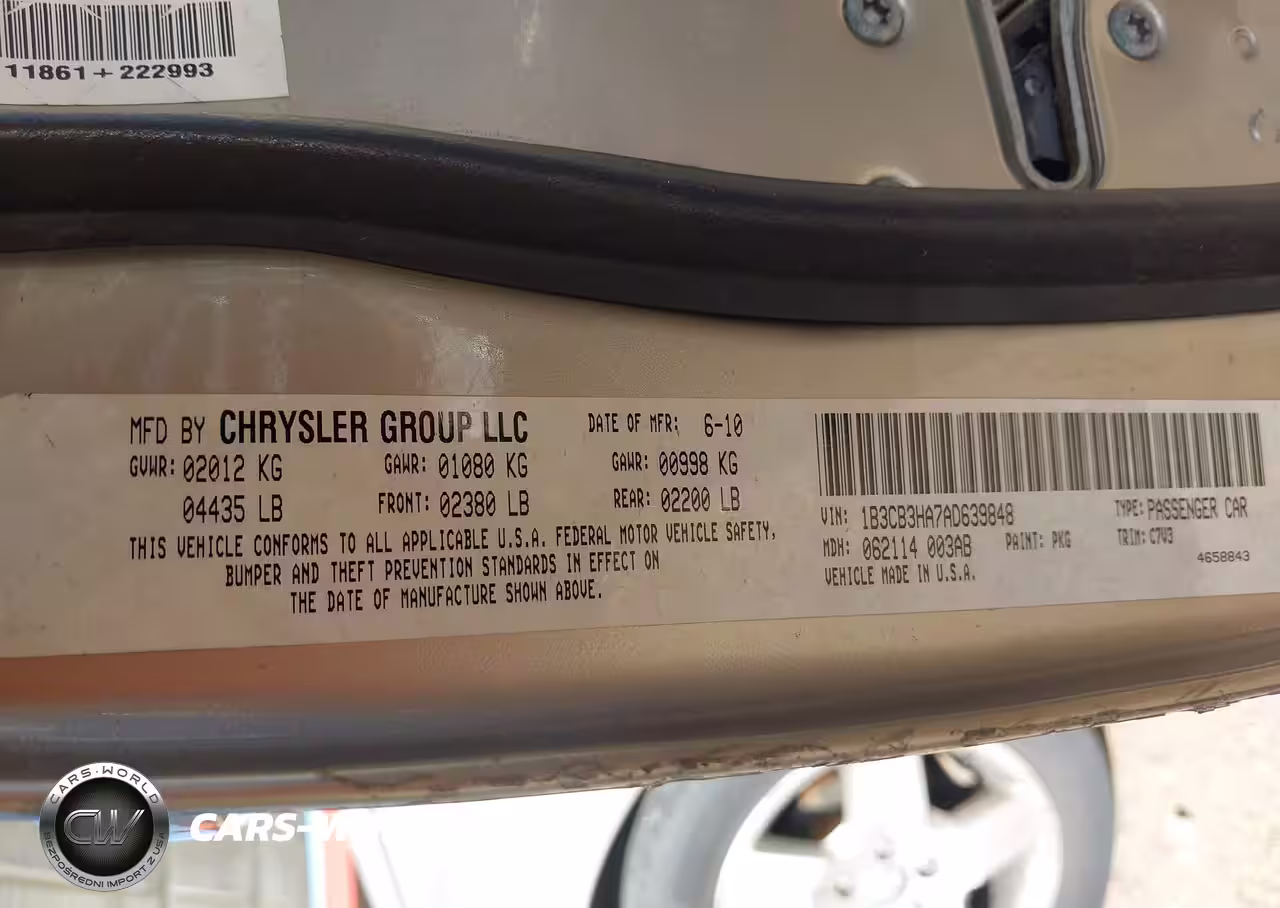 11861+222993
MFD BY CHRYSLER GROUP LLC DATE OF MFR: 6-10
GVWR: 02012 KG GAWR: 01080 KG GAWR: 00998 KG
04435 LB FRONT: 02380 LB REAR: 02200 LB
THIS VEHICLE CONFORMS TO ALL APPLICABLE U.S.A. FEDERAL MOTOR VEHICLE SAFETY,
BUMPER AND THEFT PREVENTION STANDARDS IN EFFECT ON
THE DATE OF MANUFACTURE SHOWN ABOVE.
VIN: 1B3CB3HA7AD639848 TYPE: PASSENGER CAR
MDH: 062114 003AB PAINT: PKG TRIM: C7V3
VEHICLE MADE IN U.S.A. 4658843
CARS-WORLD
CW
BEZPOŚREDNI IMPORT Z USA